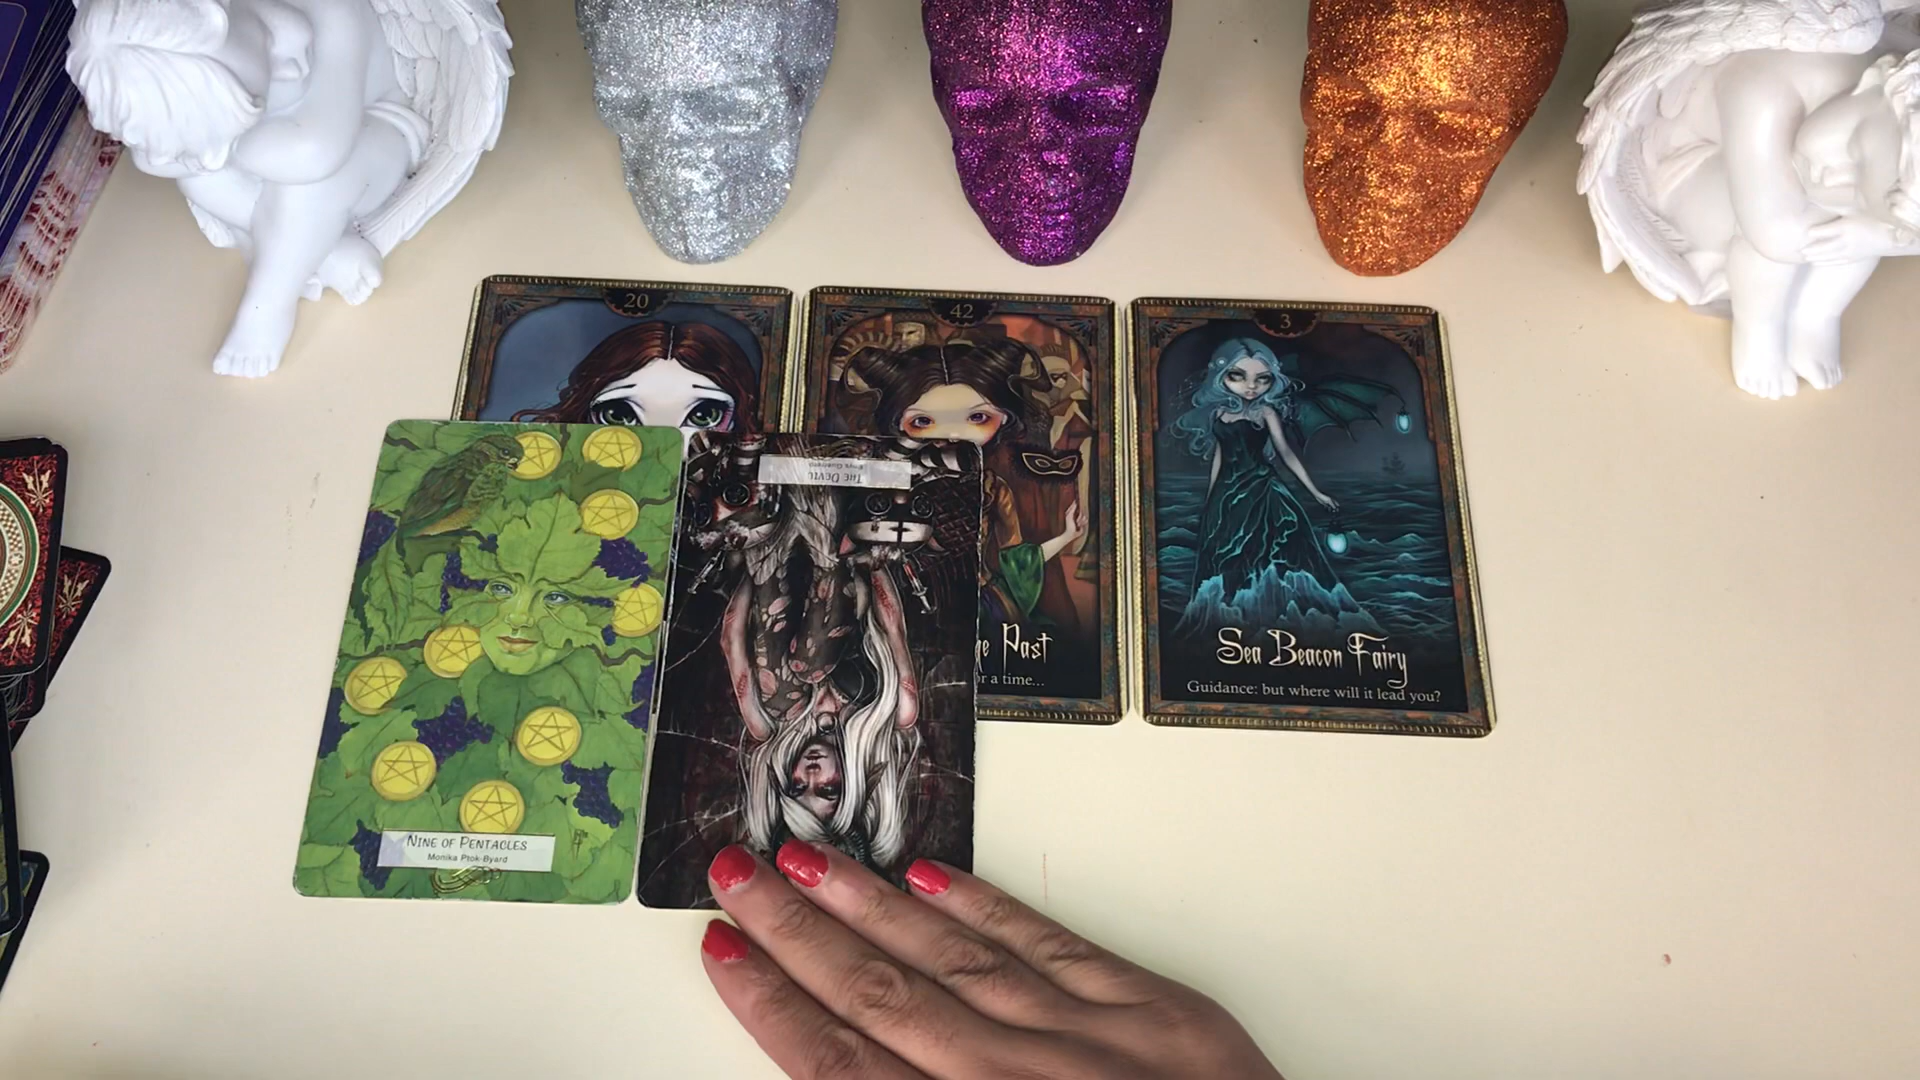 20
42
3
THE DEVIL
e Past
r a time...
Sea Beacon Fairy
Guidance: but where will it lead you?
NINE OF PENTACLES
Monika Ptok-Byard